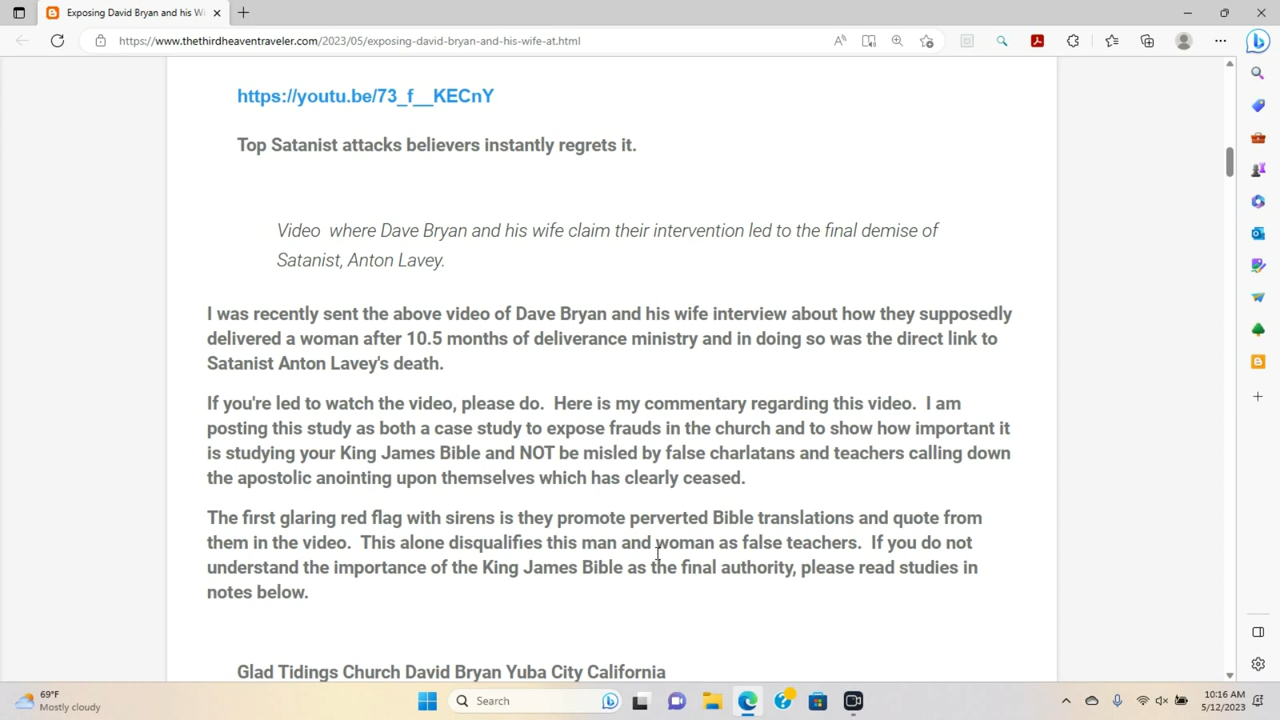 Exposing David Bryan and his Wi
https://www.thethirdheaventraveler.com/2023/05/exposing-david-bryan-and-his-wife-at.html
https://youtu.be/73_f__KECnY
Top Satanist attacks believers instantly regrets it.
Video  where Dave Bryan and his wife claim their intervention led to the final demise of
Satanist, Anton Lavey.
I was recently sent the above video of Dave Bryan and his wife interview about how they supposedly
delivered a woman after 10.5 months of deliverance ministry and in doing so was the direct link to
Satanist Anton Lavey's death.
If you're led to watch the video, please do.  Here is my commentary regarding this video.  I am
posting this study as both a case study to expose frauds in the church and to show how important it
is studying your King James Bible and NOT be misled by false charlatans and teachers calling down
the apostolic anointing upon themselves which has clearly ceased.
The first glaring red flag with sirens is they promote perverted Bible translations and quote from
them in the video.  This alone disqualifies this man and woman as false teachers.  If you do not
understand the importance of the King James Bible as the final authority, please read studies in
notes below.
Glad Tidings Church David Bryan Yuba City California
69°F
Mostly cloudy
Search
10:16 AM
5/12/2023